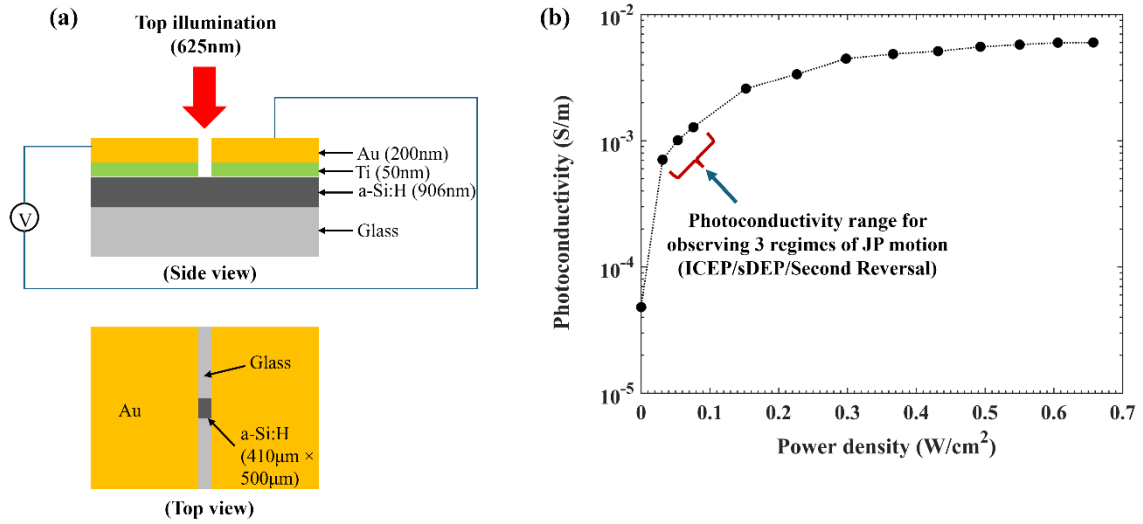 (a)
Top illumination
(625nm)
Au (200nm)
Ti (50nm)
a-Si:H (906nm)
V
Glass
(Side view)
Glass
Au
a-Si:H
(410μm ×
500μm)
(Top view)
(b)
Photoconductivity (S/m)
10⁻²
10⁻³
10⁻⁴
10⁻⁵
Photoconductivity range for
observing 3 regimes of JP motion
(ICEP/sDEP/Second Reversal)
0 0.1 0.2 0.3 0.4 0.5 0.6 0.7
Power density (W/cm²)